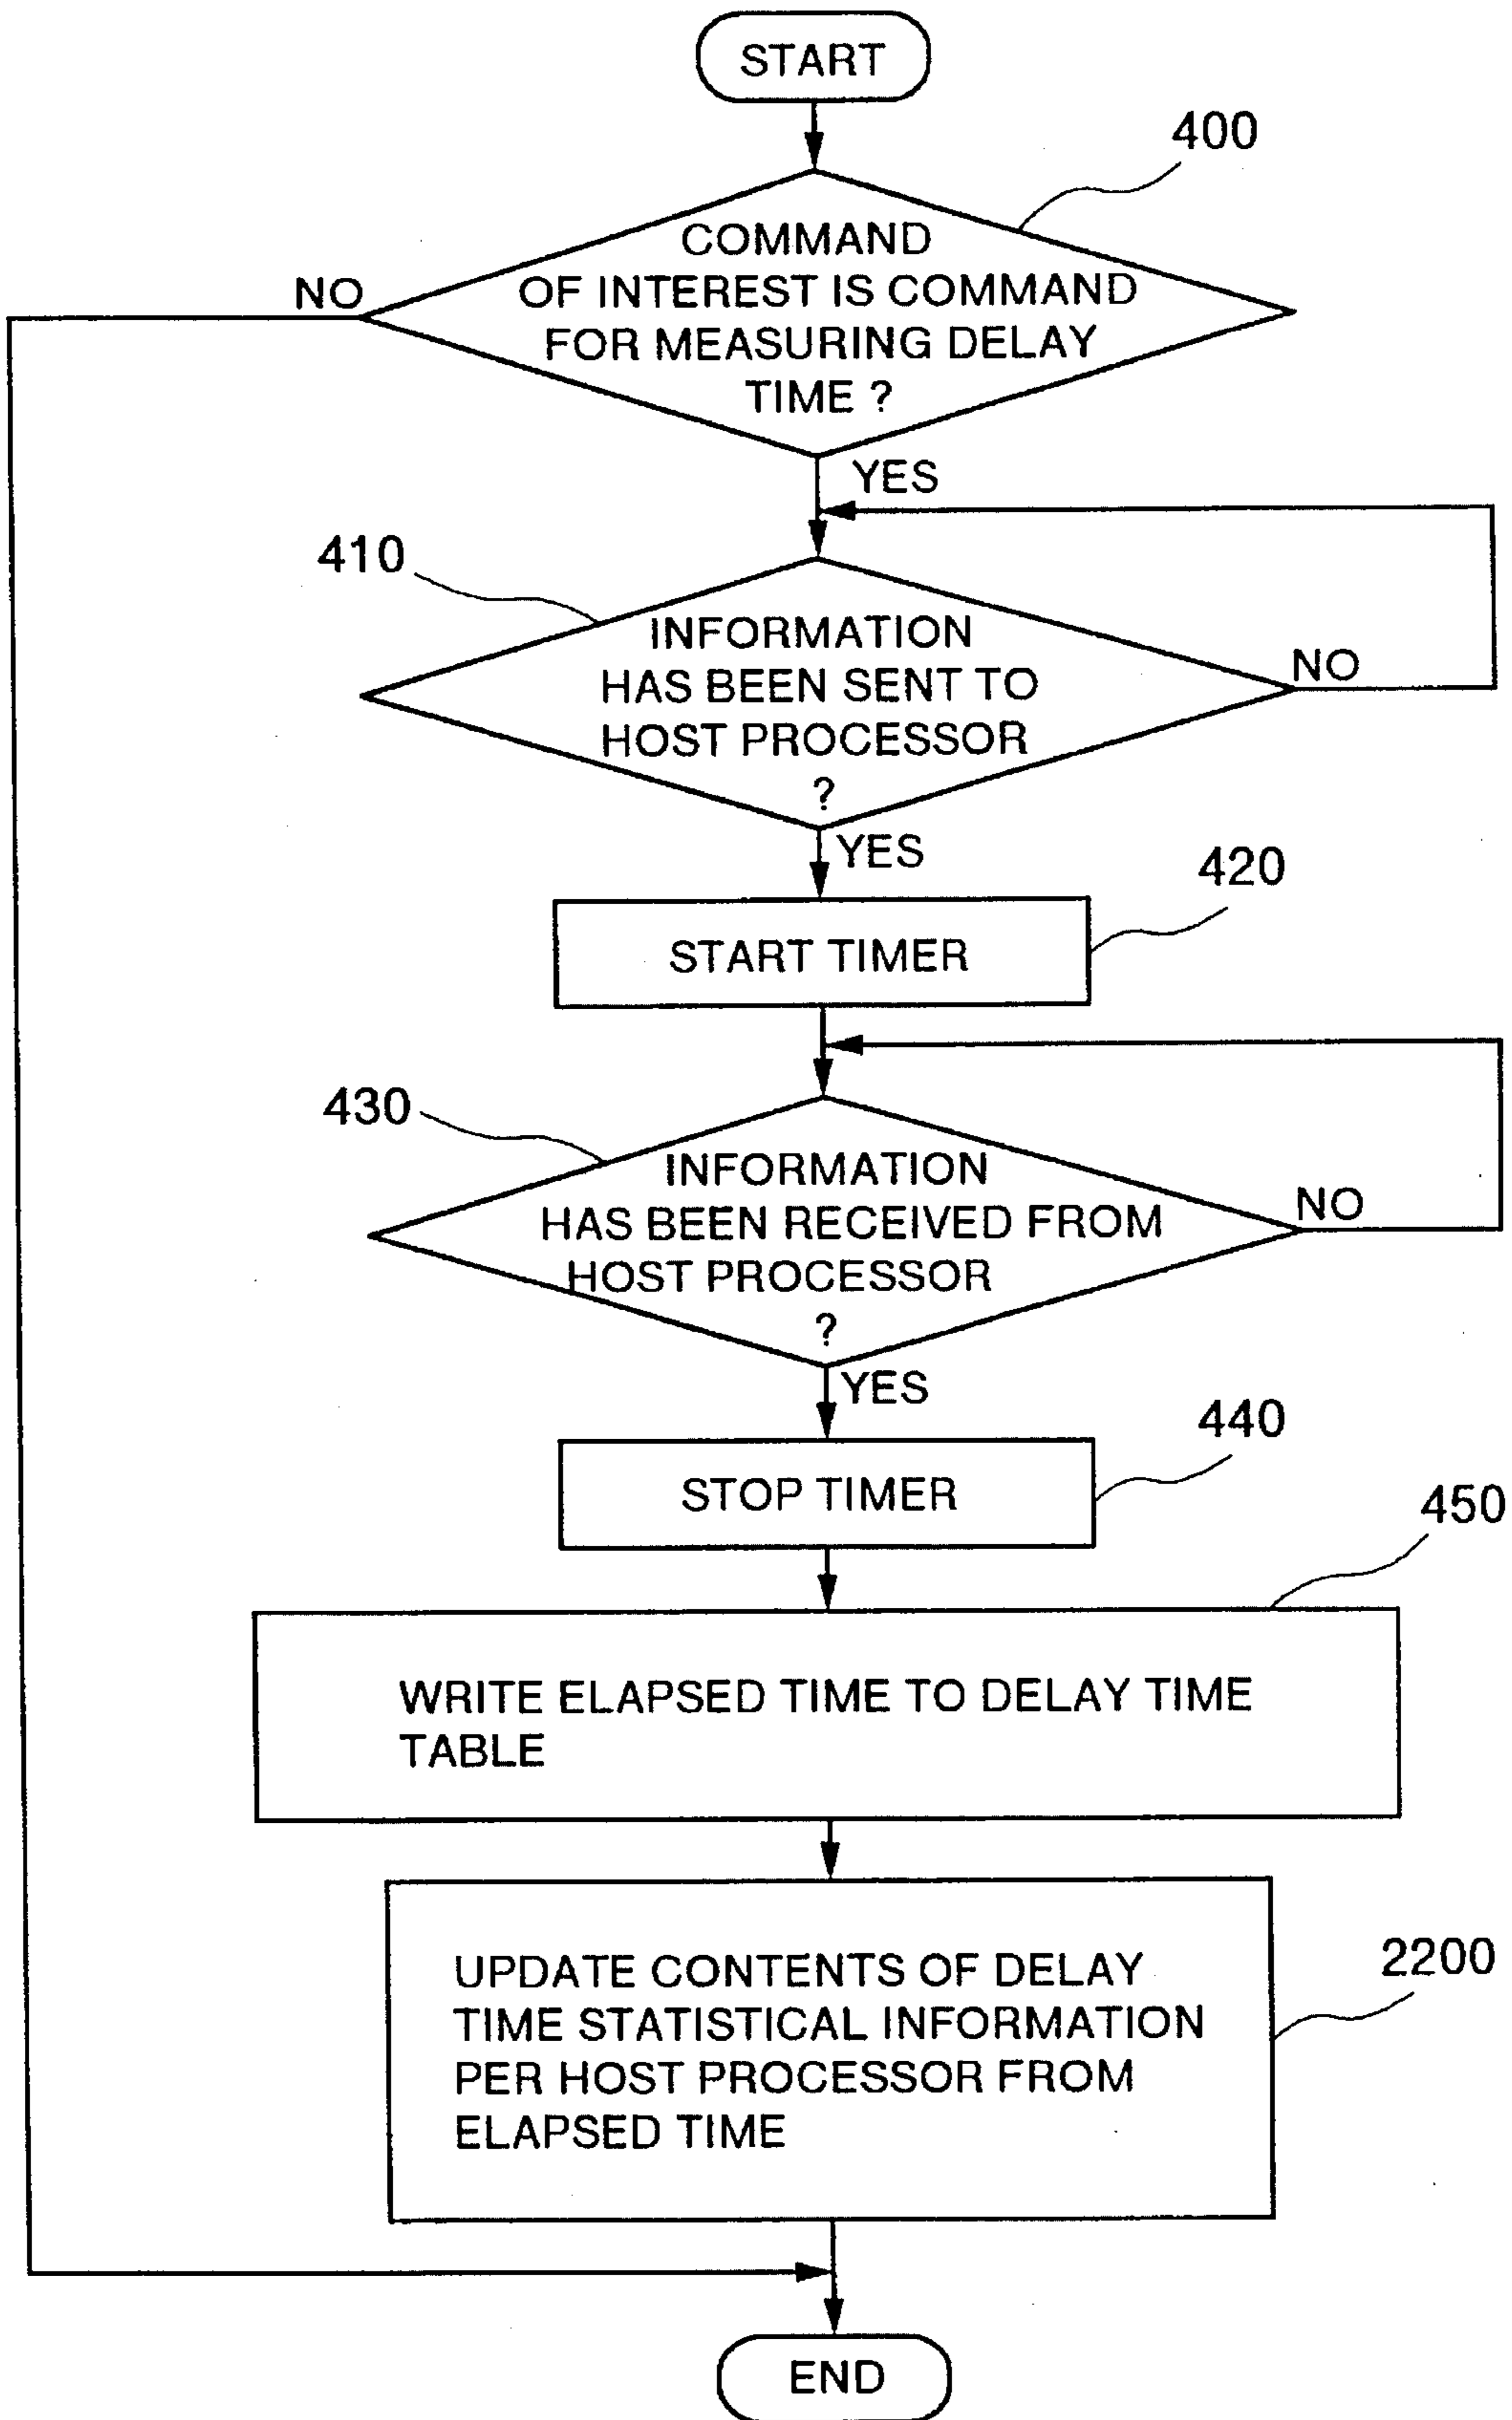 START
400
COMMAND
NO
OF INTEREST IS COMMAND
FOR MEASURING DELAY
TIME ?
YES
410
INFORMATION
HAS BEEN SENT TO
NO
HOST PROCESSOR
?
YES
420
START TIMER
430
INFORMATION
HAS BEEN RECEIVED FROM
NO
HOST PROCESSOR
?
YES
440
STOP TIMER
450
WRITE ELAPSED TIME TO DELAY TIME
TABLE
2200
UPDATE CONTENTS OF DELAY
TIME STATISTICAL INFORMATION
PER HOST PROCESSOR FROM
ELAPSED TIME
END